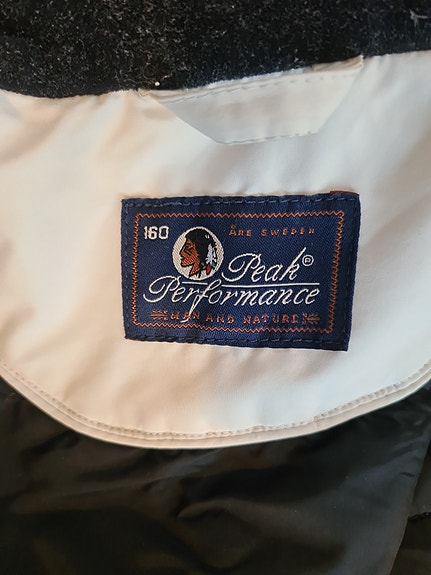 160
ÅRE SWEDEN
Peak®
Performance
MAN AND NATURE